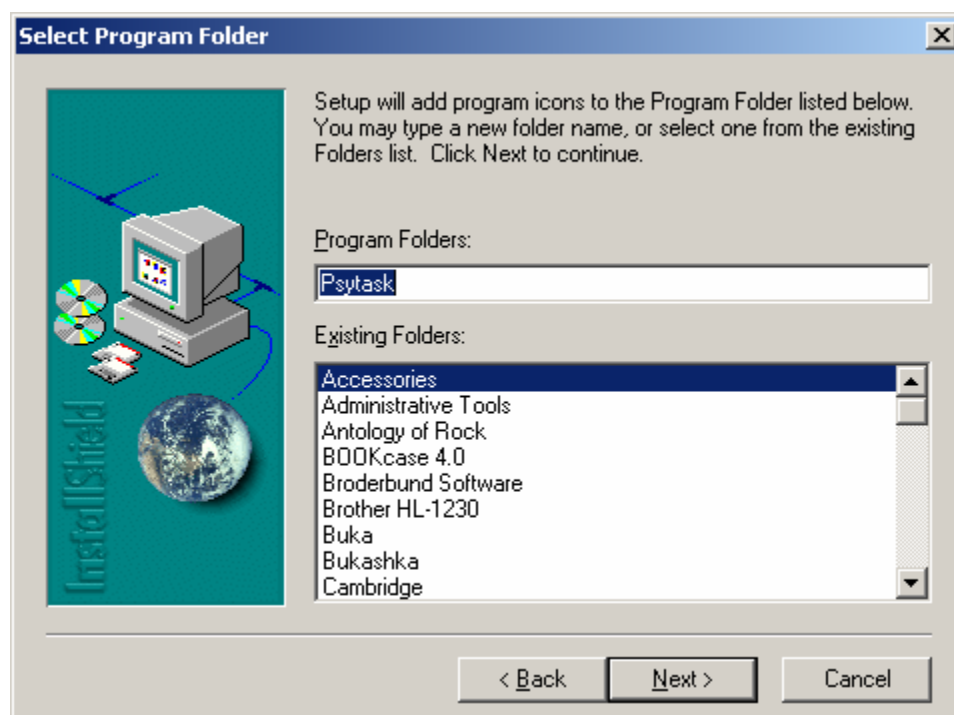 Select Program Folder
Setup will add program icons to the Program Folder listed below.
You may type a new folder name, or select one from the existing
Folders list.  Click Next to continue.
Program Folders:
Psytask
Existing Folders:
Accessories
Administrative Tools
Antology of Rock
BOOKcase 4.0
Broderbund Software
Brother HL-1230
Buka
Bukashka
Cambridge
InstallShield
< Back
Next >
Cancel